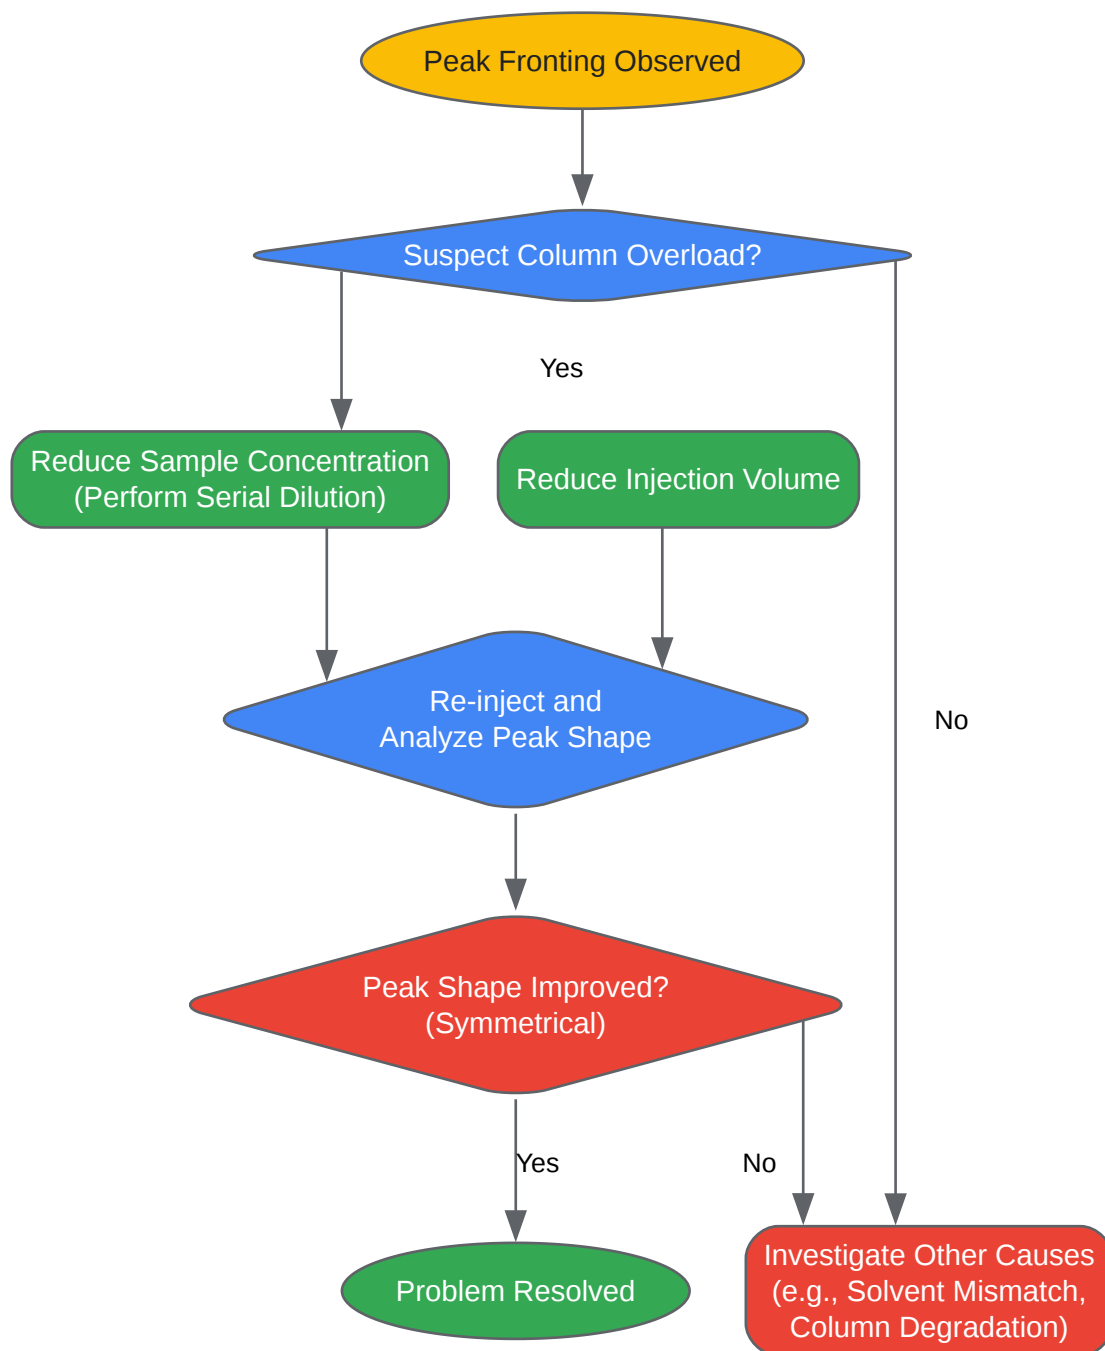 Peak Fronting Observed
Suspect Column Overload?
Yes
Reduce Sample Concentration
(Perform Serial Dilution)
Reduce Injection Volume
Re-inject and
Analyze Peak Shape
No
Peak Shape Improved?
(Symmetrical)
Yes
No
Problem Resolved
Investigate Other Causes
(e.g., Solvent Mismatch,
Column Degradation)